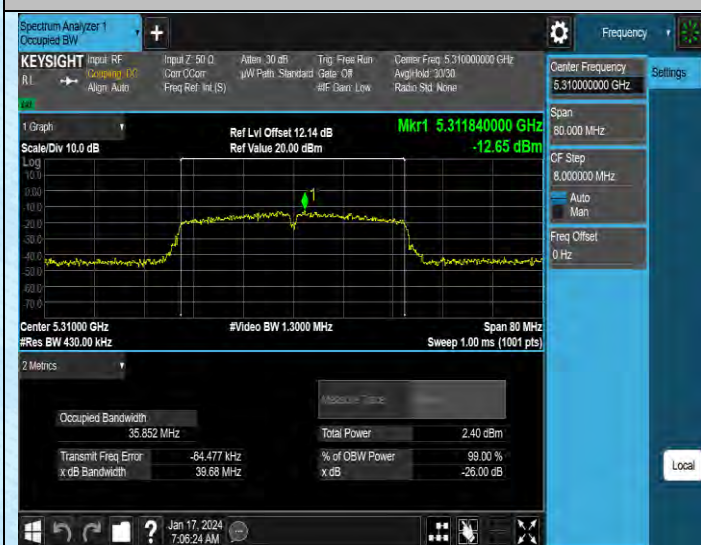 Spectrum Analyzer 1
Occupied BW
+
Frequency
KEYSIGHT Input: RF
Input Z: 50 Ω
Atten: 30 dB
Trig: Free Run
Center Freq: 5.310000000 GHz
RL
Coupling: DC
Corr CCorr
µW Path: Standard
Gate: Off
Avg|Hold: 30/30
Align: Auto
Freq Ref: Int (S)
#IF Gain: Low
Radio Std: None
Center Frequency
5.310000000 GHz
Settings
Span
80.000 MHz
CF Step
8.000000 MHz
Auto
Man
Freq Offset
0 Hz
1 Graph
Ref Lvl Offset 12.14 dB
Mkr1 5.311840000 GHz
Scale/Div 10.0 dB
Ref Value 20.00 dBm
-12.65 dBm
Log
10.0
0.00
-10.0
-20.0
-30.0
-40.0
-50.0
-60.0
-70.0
1
Center 5.31000 GHz
#Video BW 1.3000 MHz
Span 80 MHz
#Res BW 430.00 kHz
Sweep 1.00 ms (1001 pts)
2 Metrics
Measure Trace
Occupied Bandwidth
35.852 MHz
Total Power
2.40 dBm
Transmit Freq Error
-64.477 kHz
% of OBW Power
99.00 %
x dB Bandwidth
39.68 MHz
x dB
-26.00 dB
Local
?
Jan 17, 2024
7:06:24 AM